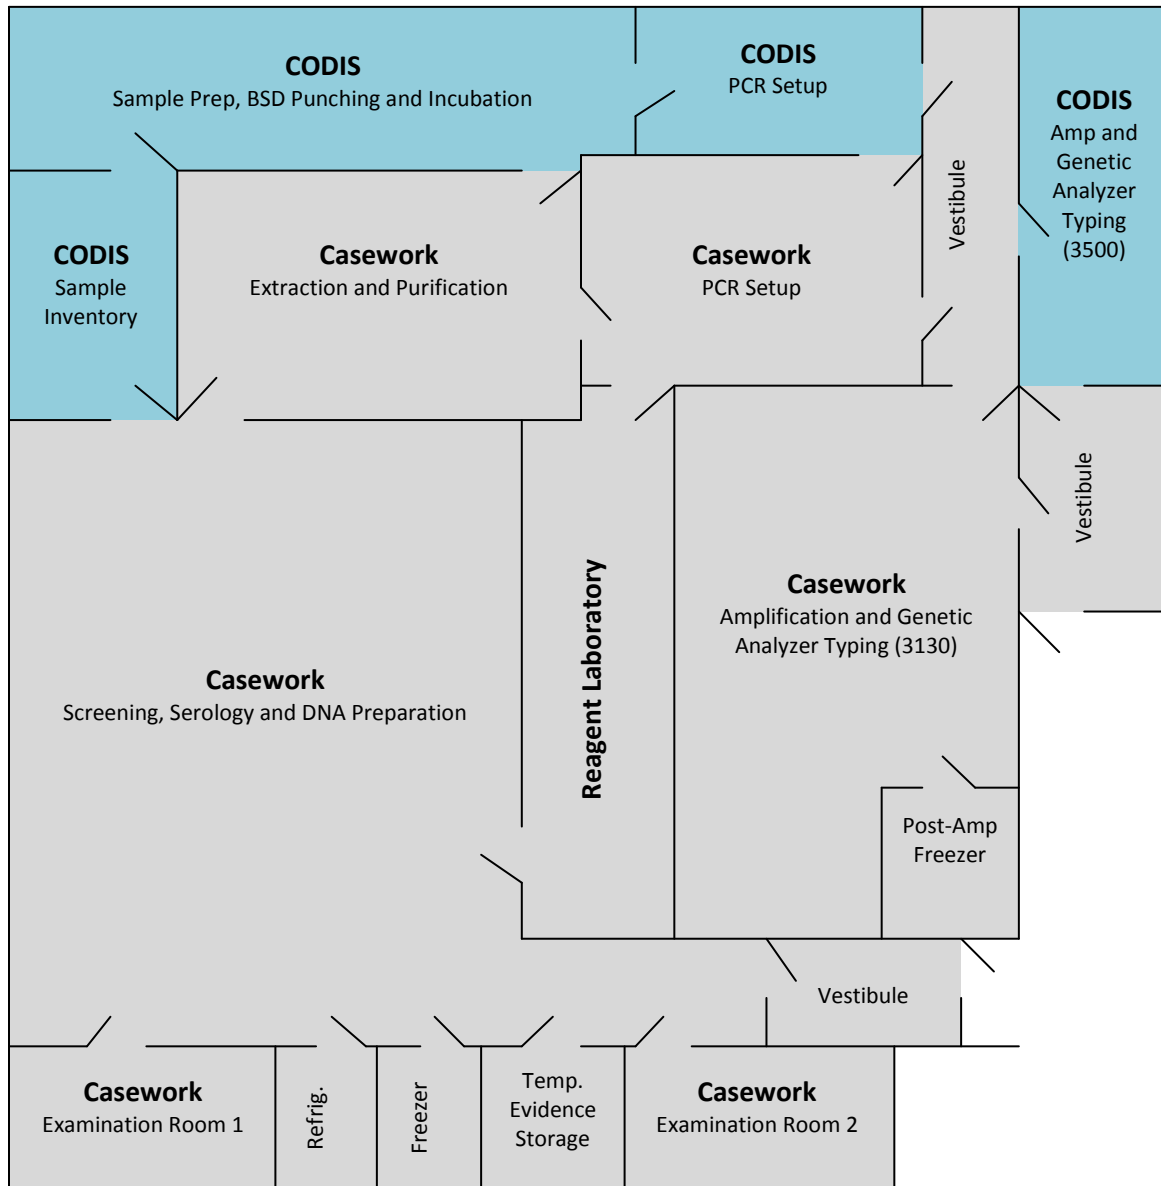 CODIS
Sample Prep, BSD Punching and Incubation
CODIS
PCR Setup
CODIS
Amp and
Genetic
Analyzer
Typing
(3500)
Vestibule
CODIS
Sample
Inventory
Casework
Extraction and Purification
Casework
PCR Setup
Vestibule
Casework
Screening, Serology and DNA Preparation
Reagent Laboratory
Casework
Amplification and Genetic
Analyzer Typing (3130)
Post-Amp
Freezer
Vestibule
Casework
Examination Room 1
Refrig.
Freezer
Temp.
Evidence
Storage
Casework
Examination Room 2